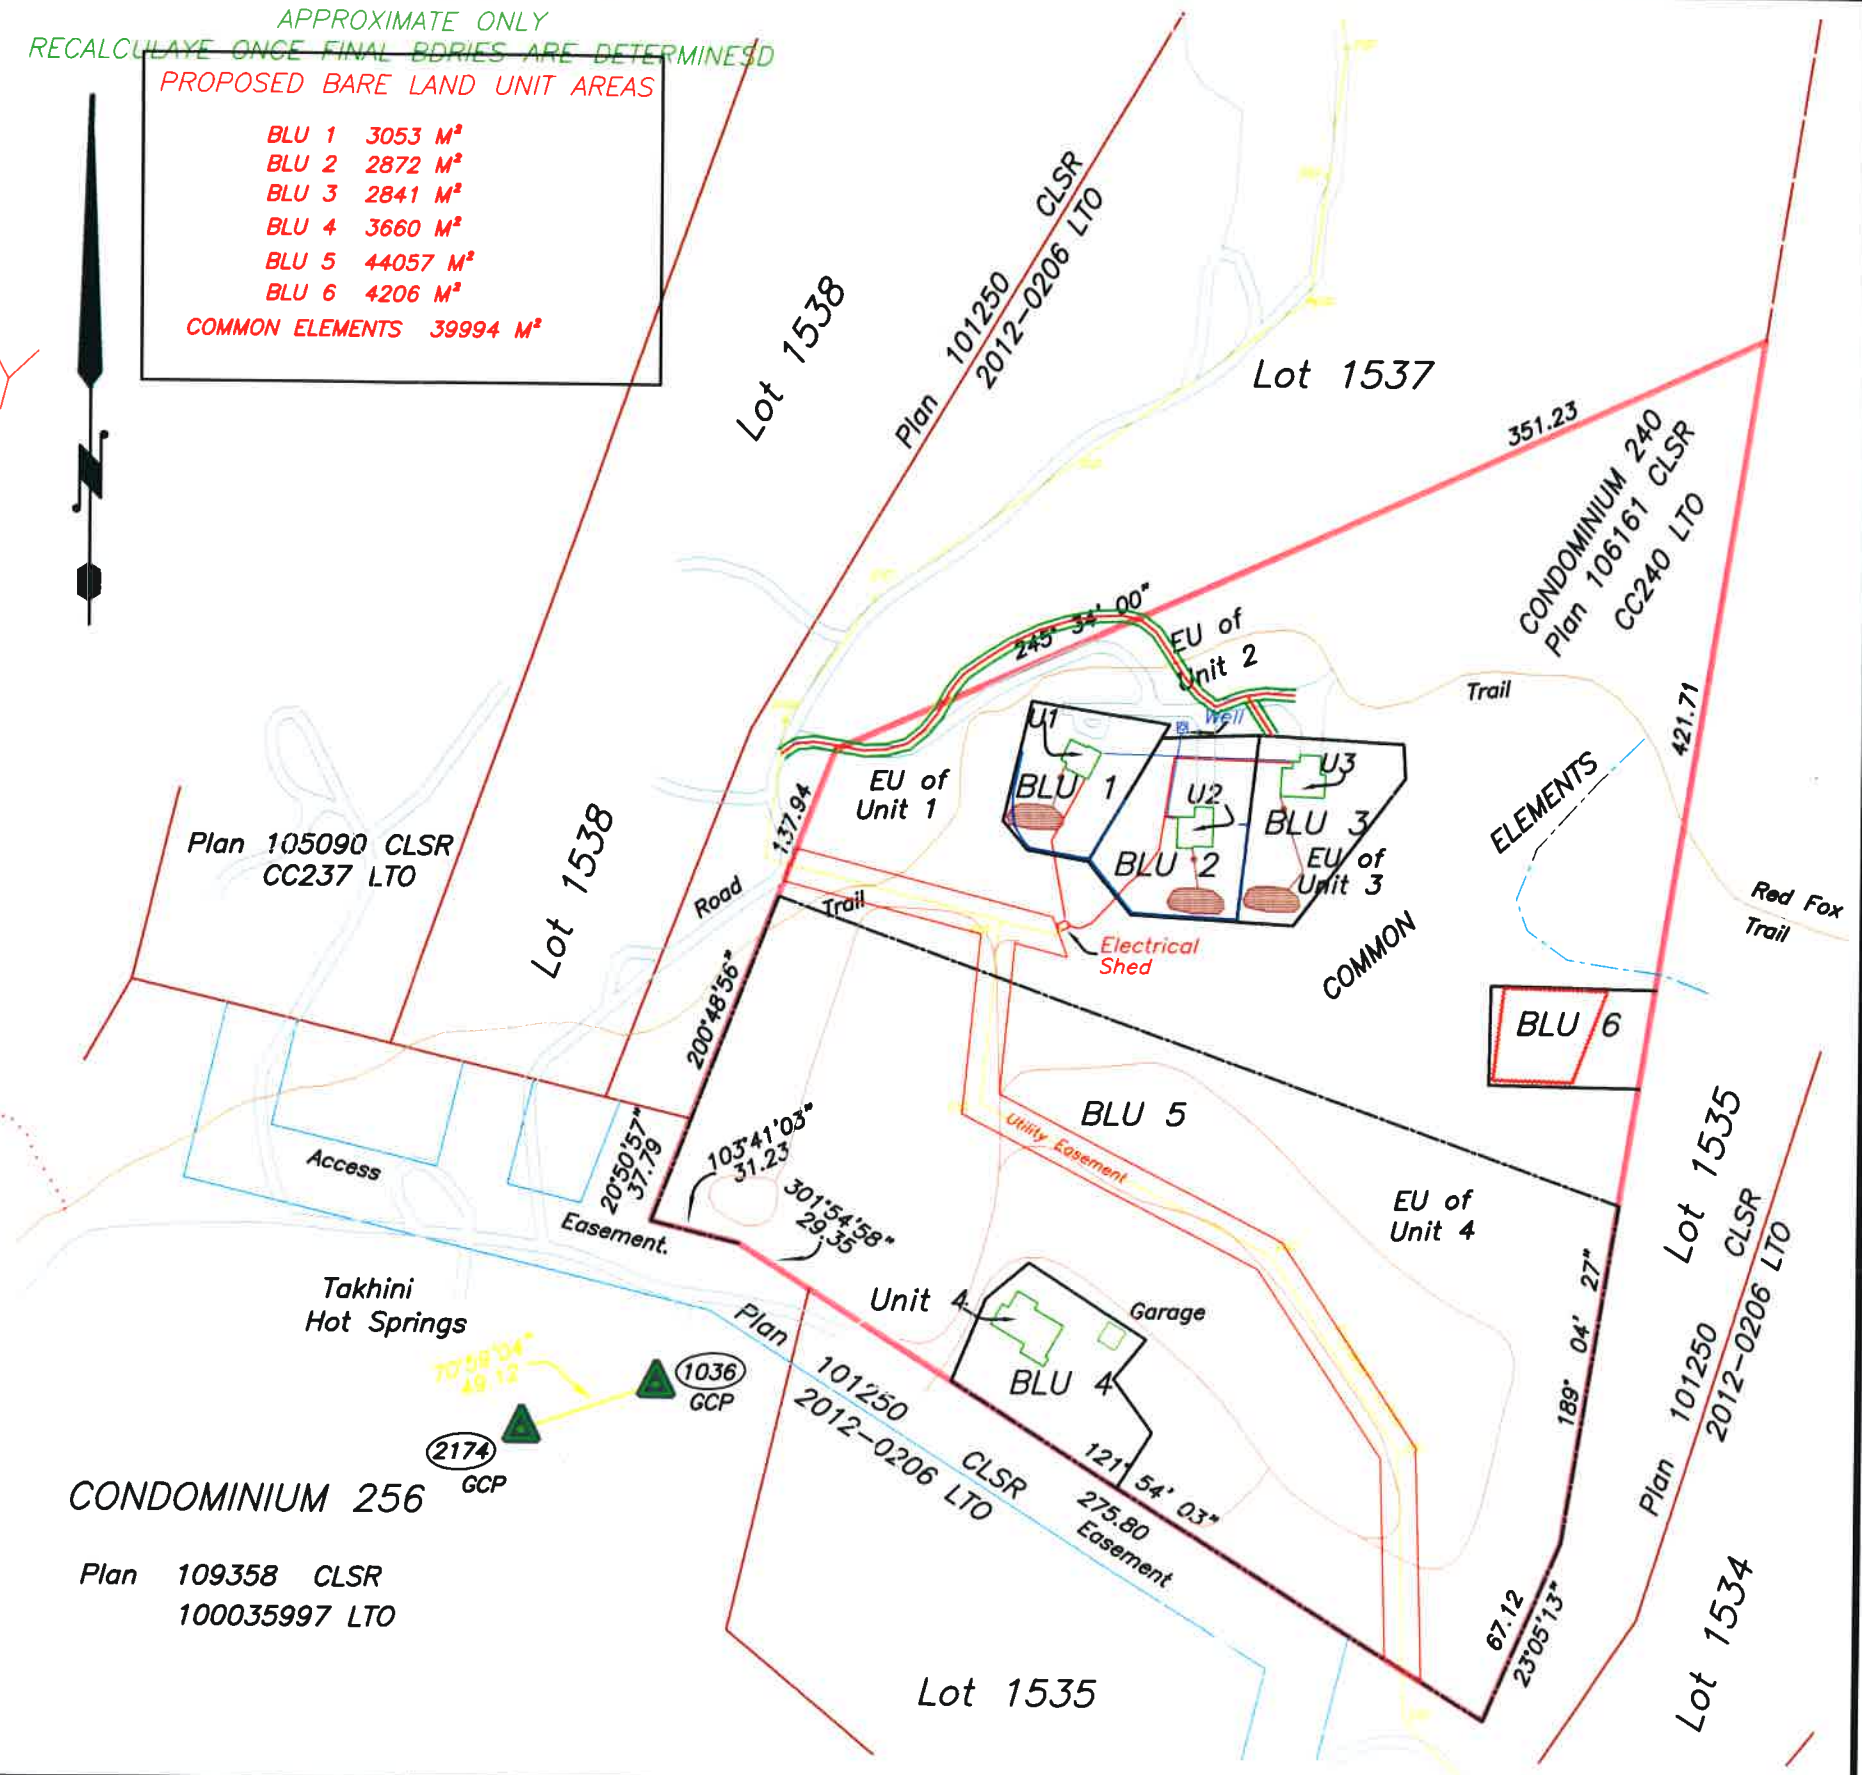 APPROXIMATE ONLY
RECALCULAYE ONCE FINAL BDRIES ARE DETERMINESD
PROPOSED BARE LAND UNIT AREAS
BLU 1 3053 M²
BLU 2 2872 M²
BLU 3 2841 M²
BLU 4 3660 M²
BLU 5 44057 M²
BLU 6 4206 M²
COMMON ELEMENTS 39994 M²
N
Lot 1538
Plan 101250 CLSR
2012-0206 LTO
Lot 1537
351.23
CONDOMINIUM 240
Plan 106161 CLSR
CC240 LTO
245° 34' 00"
EU of
Unit 2
Trail
421.71
Well
U1
BLU 1
U2
BLU 2
U3
BLU 3
EU of
Unit 1
EU of
Unit 3
137.94
ELEMENTS
COMMON
Red Fox
Trail
Plan 105090 CLSR
CC237 LTO
Lot 1538
Road
Trail
Electrical
Shed
200°48'56"
BLU 6
BLU 5
Utility Easement
EU of
Unit 4
Lot 1535
Access
Easement.
20°50'57"
37.79
103°41'03"
31.23
301°54'58"
29.35
Takhini
Hot Springs
70°59'04"
49.12
1036
GCP
2174
GCP
Unit 4
Garage
BLU 4
Plan 101250 CLSR
2012-0206 LTO
121° 54' 03"
275.80
Easement
189° 04' 27"
Plan 101250 CLSR
2012-0206 LTO
67.12
23°05'13"
Lot 1534
CONDOMINIUM 256
Plan 109358 CLSR
100035997 LTO
Lot 1535